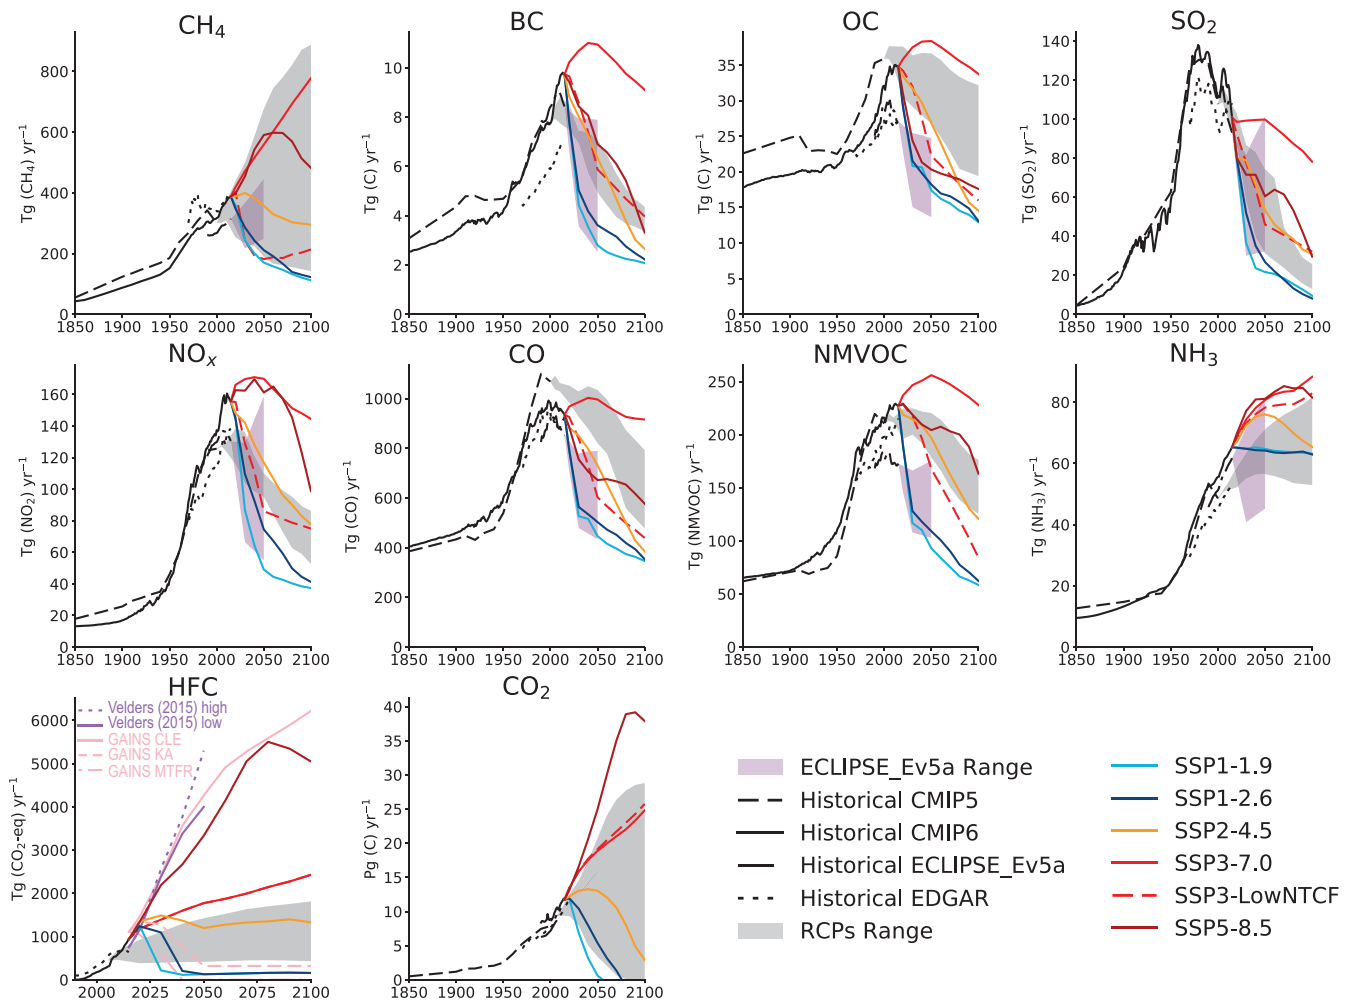 CH₄
BC
OC
SO₂
Tg (CH₄) yr⁻¹
800
600
400
200
0
1850 1900 1950 2000 2050 2100
Tg (C) yr⁻¹
10
8
6
4
2
0
1850 1900 1950 2000 2050 2100
Tg (C) yr⁻¹
35
30
25
20
15
10
5
0
1850 1900 1950 2000 2050 2100
Tg (SO₂) yr⁻¹
140
120
100
80
60
40
20
0
1850 1900 1950 2000 2050 2100
NOₓ
CO
NMVOC
NH₃
Tg (NO₂) yr⁻¹
160
140
120
100
80
60
40
20
0
1850 1900 1950 2000 2050 2100
Tg (CO) yr⁻¹
1000
800
600
400
200
0
1850 1900 1950 2000 2050 2100
Tg (NMVOC) yr⁻¹
250
200
150
100
50
0
1850 1900 1950 2000 2050 2100
Tg (NH₃) yr⁻¹
80
60
40
20
0
1850 1900 1950 2000 2050 2100
HFC
CO₂
Tg (CO₂-eq) yr⁻¹
6000
5000
4000
3000
2000
1000
0
2000 2025 2050 2075 2100
Velders (2015) high
Velders (2015) low
GAINS CLE
GAINS KA
GAINS MTFR
Pg (C) yr⁻¹
40
35
30
25
20
15
10
5
0
1850 1900 1950 2000 2050 2100
ECLIPSE_Ev5a Range
Historical CMIP5
Historical CMIP6
Historical ECLIPSE_Ev5a
Historical EDGAR
RCPs Range
SSP1-1.9
SSP1-2.6
SSP2-4.5
SSP3-7.0
SSP3-LowNTCF
SSP5-8.5